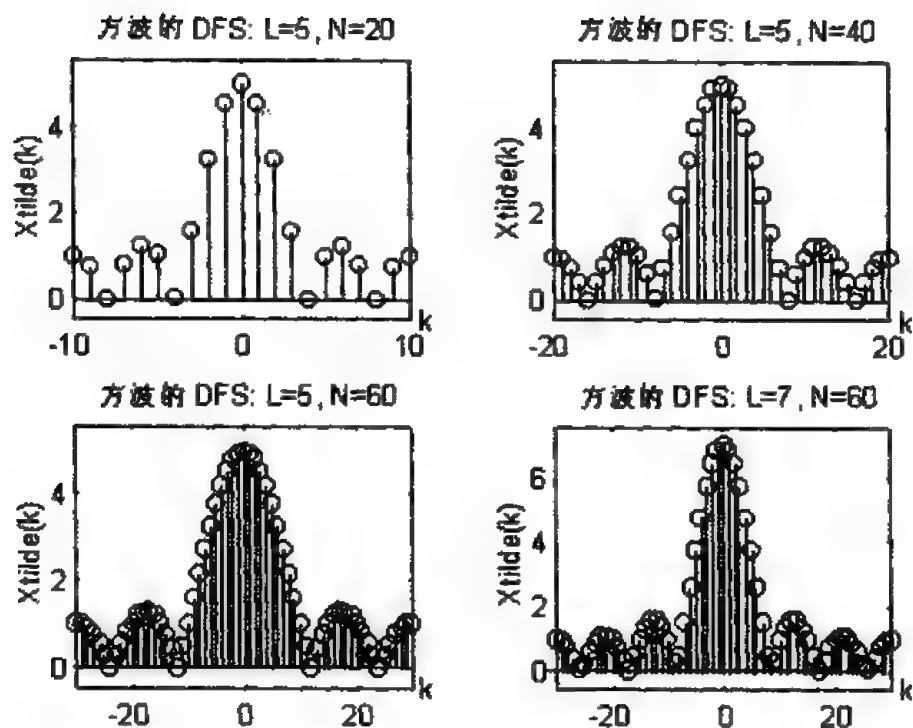 方波的 DFS: L=5, N=20
Xtilde(k)
4
2
0
-10
0
10
k
方波的 DFS: L=5, N=40
Xtilde(k)
4
2
0
-20
0
20
k
方波的 DFS: L=5, N=60
Xtilde(k)
4
2
0
-20
0
20
k
方波的 DFS: L=7, N=60
Xtilde(k)
6
4
2
0
-20
0
20
k